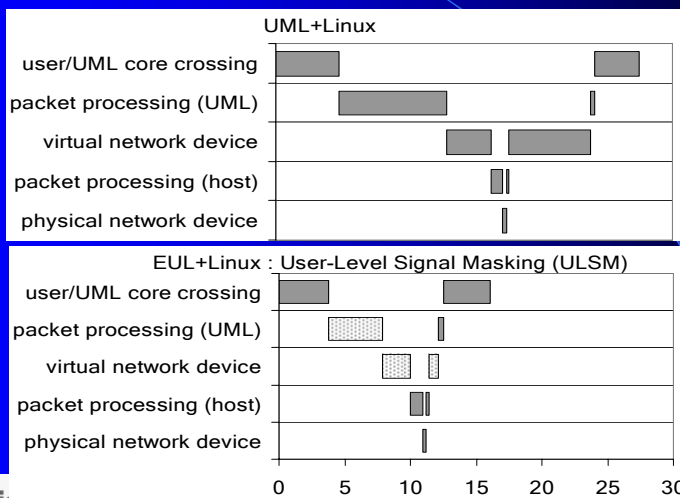 UML+Linux
user/UML core crossing
packet processing (UML)
virtual network device
packet processing (host)
physical network device
EUL+Linux : User-Level Signal Masking (ULSM)
user/UML core crossing
packet processing (UML)
virtual network device
packet processing (host)
physical network device
0 5 10 15 20 25 30